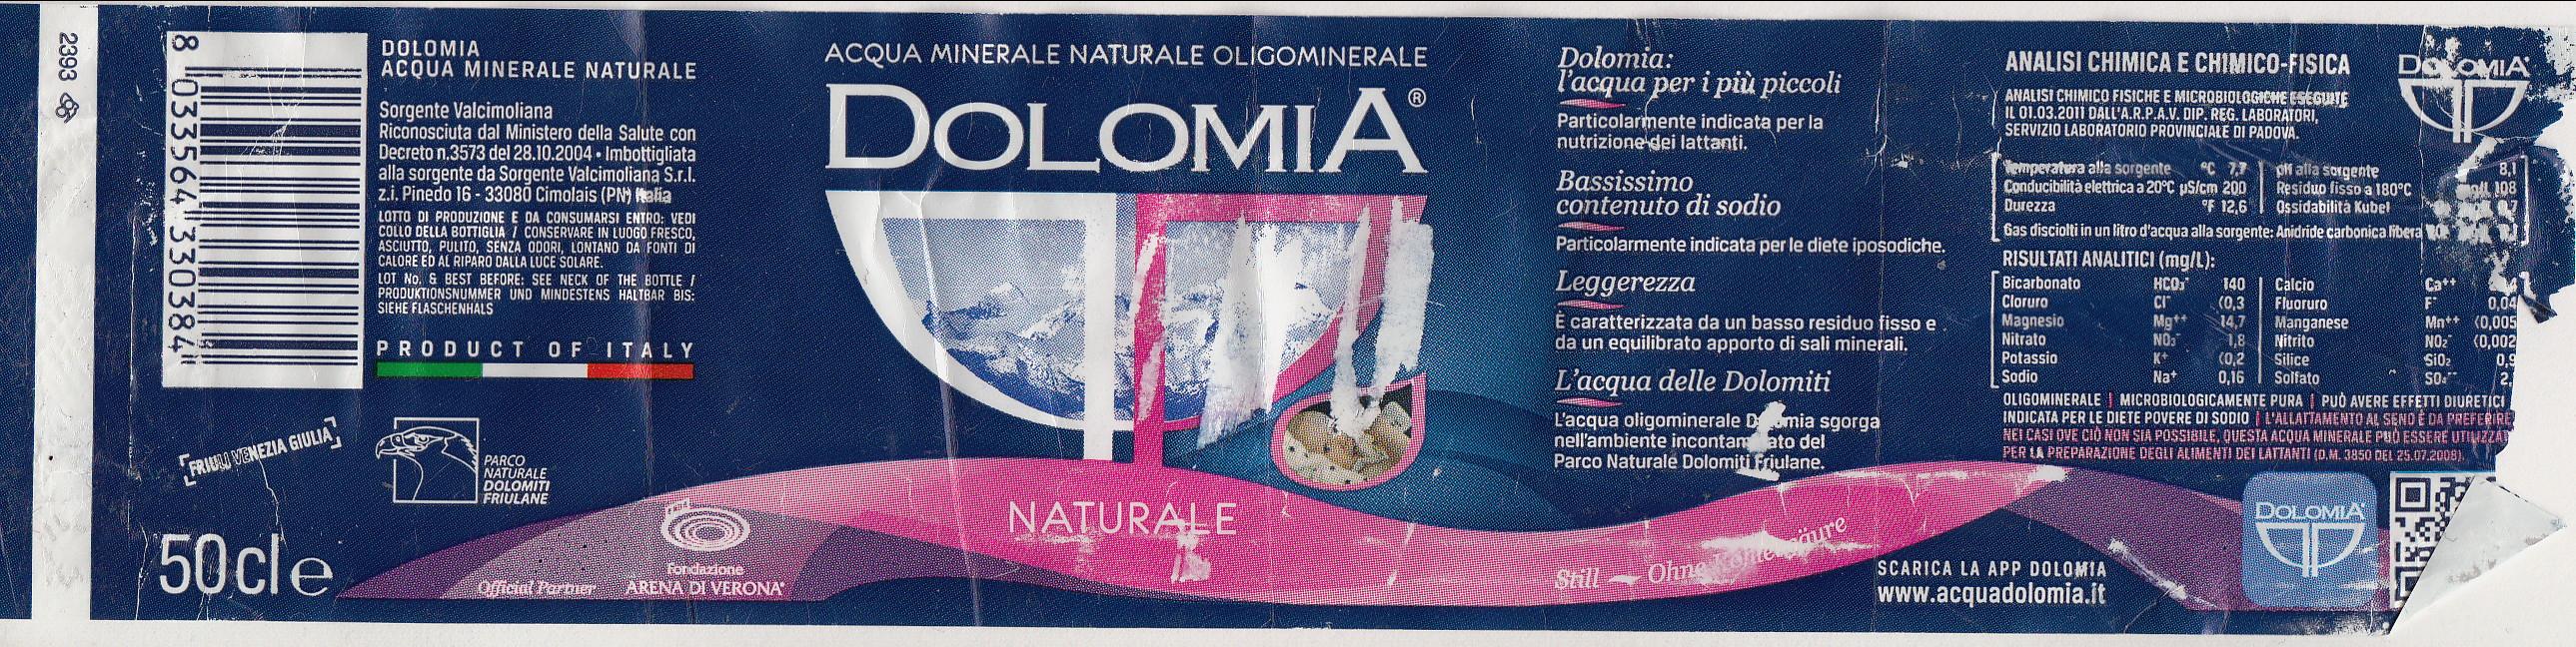 2393
8 033564 330384
DOLOMIA
ACQUA MINERALE NATURALE
Sorgente Valcimoliana
Riconosciuta dal Ministero della Salute con
Decreto n.3573 del 28.10.2004 • Imbottigliata
alla sorgente da Sorgente Valcimoliana S.r.l.
z.i. Pinedo 16 - 33080 Cimolais (PN) Italia
LOTTO DI PRODUZIONE E DA CONSUMARSI ENTRO: VEDI
COLLO DELLA BOTTIGLIA / CONSERVARE IN LUOGO FRESCO,
ASCIUTTO, PULITO, SENZA ODORI, LONTANO DA FONTI DI
CALORE ED AL RIPARO DALLA LUCE SOLARE.
LOT No. & BEST BEFORE: SEE NECK OF THE BOTTLE /
PRODUKTIONSNUMMER UND MINDESTENS HALTBAR BIS:
SIEHE FLASCHENHALS
PRODUCT OF ITALY
FRIULI VENEZIA GIULIA
PARCO
NATURALE
DOLOMITI
FRIULANE
50cl e
Official Partner
Fondazione
ARENA DI VERONA®
ACQUA MINERALE NATURALE OLIGOMINERALE
DOLOMIA®
NATURALE
Dolomia:
l'acqua per i più piccoli
Particolarmente indicata per la
nutrizione dei lattanti.
Bassissimo
contenuto di sodio
Particolarmente indicata per le diete iposodiche.
Leggerezza
È caratterizzata da un basso residuo fisso e
da un equilibrato apporto di sali minerali.
L'acqua delle Dolomiti
L'acqua oligominerale Dolomia sgorga
nell'ambiente incontaminato del
Parco Naturale Dolomiti Friulane.
Still – Ohne Kohlensäure
ANALISI CHIMICA E CHIMICO-FISICA
ANALISI CHIMICO FISICHE E MICROBIOLOGICHE ESEGUITE
IL 01.03.2011 DALL'A.R.P.A.V. DIP. REG. LABORATORI,
SERVIZIO LABORATORIO PROVINCIALE DI PADOVA.
DOLOMIA®
Temperatura alla sorgente °C 7,7 | pH alla sorgente 8,1
Conducibilità elettrica a 20°C µS/cm 200 | Residuo fisso a 180°C mg/L 108
Durezza °F 12,6 | Ossidabilità Kubel
Gas disciolti in un litro d'acqua alla sorgente: Anidride carbonica libera
RISULTATI ANALITICI (mg/L):
Bicarbonato HCO₃⁻ 140 | Calcio Ca⁺⁺
Cloruro Cl⁻ <0,3 | Fluoruro F⁻ 0,04
Magnesio Mg⁺⁺ 14,7 | Manganese Mn⁺⁺ <0,005
Nitrato NO₃⁻ 1,8 | Nitrito NO₂⁻ <0,002
Potassio K⁺ <0,2 | Silice SiO₂ 0,9
Sodio Na⁺ 0,16 | Solfato SO₄⁻⁻ 2,
OLIGOMINERALE | MICROBIOLOGICAMENTE PURA | PUÒ AVERE EFFETTI DIURETICI
INDICATA PER LE DIETE POVERE DI SODIO | L'ALLATTAMENTO AL SENO È DA PREFERIRE
NEI CASI OVE CIÒ NON SIA POSSIBILE, QUESTA ACQUA MINERALE PUÒ ESSERE UTILIZZAT
PER LA PREPARAZIONE DEGLI ALIMENTI DEI LATTANTI (D.M. 3850 DEL 25.07.2008).
SCARICA LA APP DOLOMIA
www.acquadolomia.it
DOLOMIA®